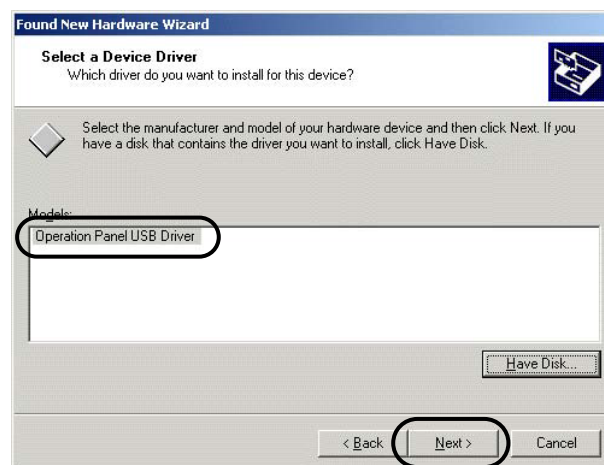 Found New Hardware Wizard
Select a Device Driver
Which driver do you want to install for this device?
Select the manufacturer and model of your hardware device and then click Next. If you
have a disk that contains the driver you want to install, click Have Disk.
Models:
Operation Panel USB Driver
Have Disk...
< Back
Next >
Cancel